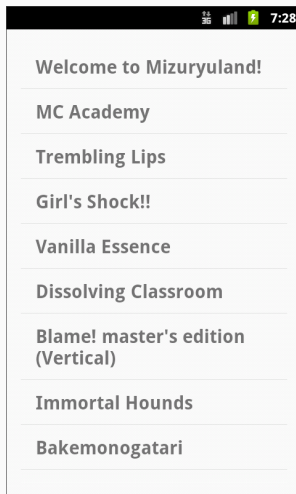 3G 7:28
Welcome to Mizuryuland!
MC Academy
Trembling Lips
Girl's Shock!!
Vanilla Essence
Dissolving Classroom
Blame! master's edition
(Vertical)
Immortal Hounds
Bakemonogatari